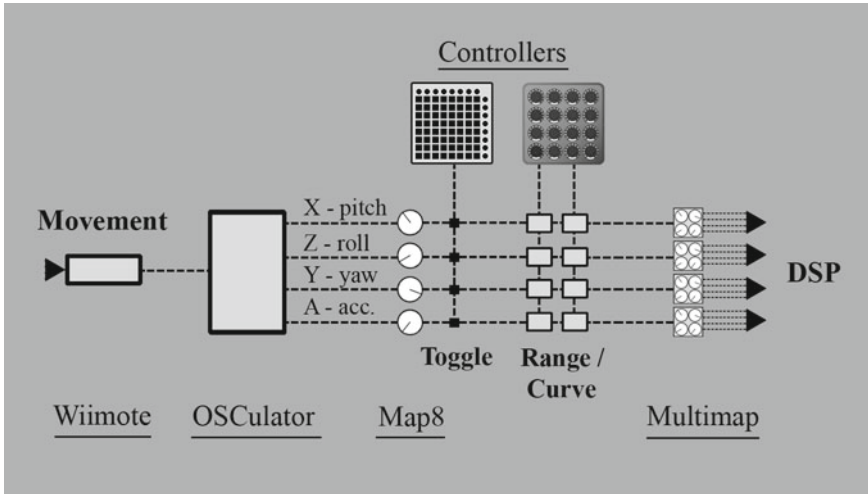 Controllers
X - pitch
Movement
Z - roll
Y - yaw
DSP
A - acc.
Toggle
Range /
Curve
Wiimote
OSCulator
Map8
Multimap